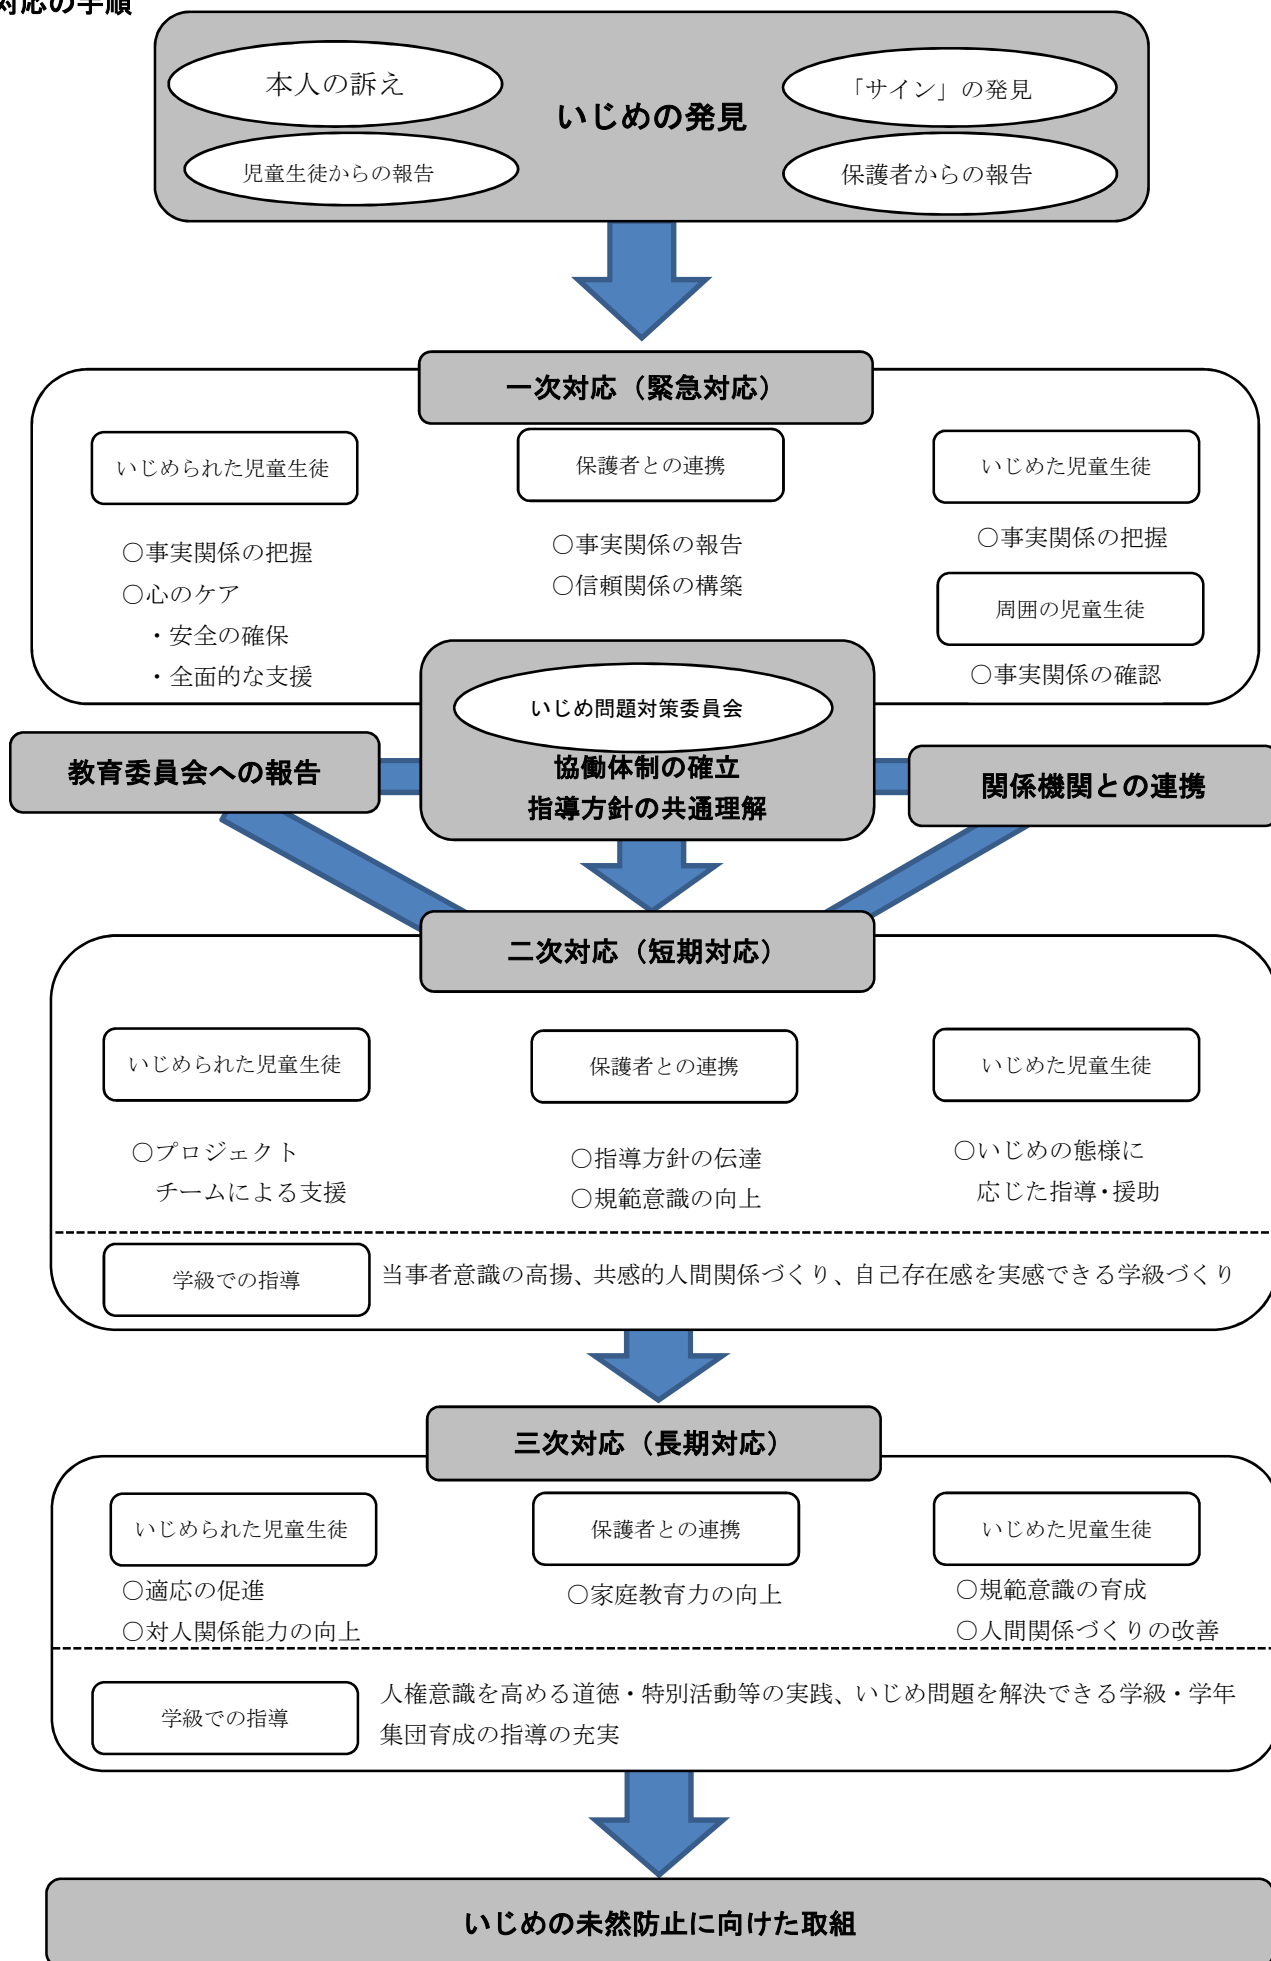 対応の手順
本人の訴え
「サイン」の発見
いじめの発見
児童生徒からの報告
保護者からの報告
一次対応（緊急対応）
いじめられた児童生徒
保護者との連携
いじめた児童生徒
○事実関係の把握
○心のケア
・安全の確保
・全面的な支援
○事実関係の報告
○信頼関係の構築
○事実関係の把握
周囲の児童生徒
○事実関係の確認
いじめ問題対策委員会
協働体制の確立
指導方針の共通理解
教育委員会への報告
関係機関との連携
二次対応（短期対応）
いじめられた児童生徒
保護者との連携
いじめた児童生徒
○プロジェクト
チームによる支援
○指導方針の伝達
○規範意識の向上
○いじめの態様に
応じた指導・援助
学級での指導
当事者意識の高揚、共感的人間関係づくり、自己存在感を実感できる学級づくり
三次対応（長期対応）
いじめられた児童生徒
保護者との連携
いじめた児童生徒
○適応の促進
○対人関係能力の向上
○家庭教育力の向上
○規範意識の育成
○人間関係づくりの改善
学級での指導
人権意識を高める道徳・特別活動等の実践、いじめ問題を解決できる学級・学年
集団育成の指導の充実
いじめの未然防止に向けた取組